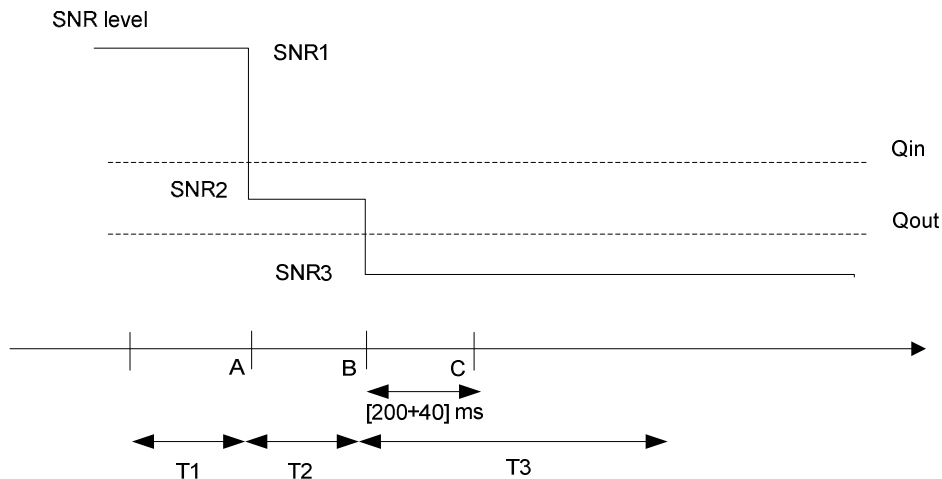 SNR level
SNR1
Qin
SNR2
Qout
SNR3
A
B
C
[200+40] ms
T1
T2
T3